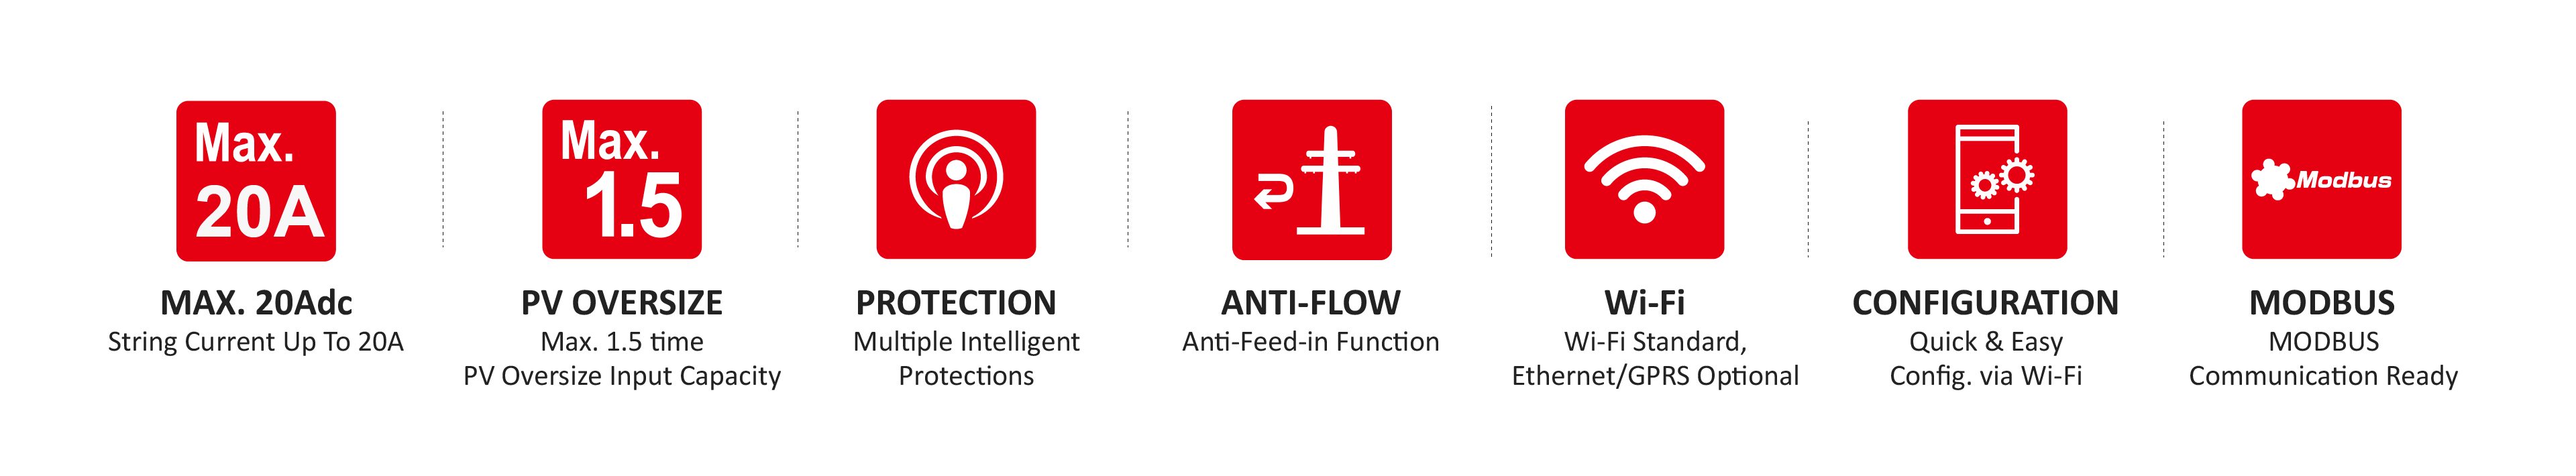 Max.
20A
MAX. 20Adc
String Current Up To 20A
Max.
1.5
PV OVERSIZE
Max. 1.5 time
PV Oversize Input Capacity
PROTECTION
Multiple Intelligent
Protections
ANTI-FLOW
Anti-Feed-in Function
Wi-Fi
Wi-Fi Standard,
Ethernet/GPRS Optional
CONFIGURATION
Quick & Easy
Config. via Wi-Fi
Modbus
MODBUS
MODBUS
Communication Ready